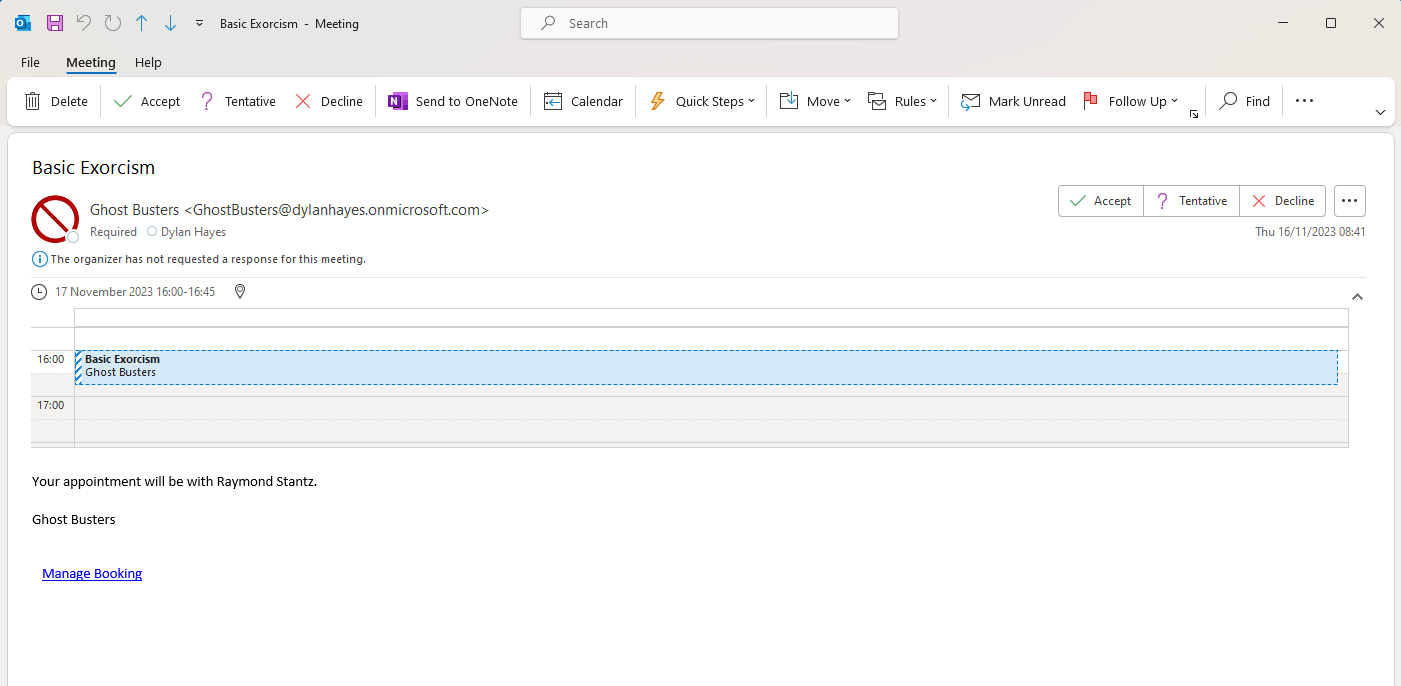 Basic Exorcism - Meeting
Search
File Meeting Help
Delete Accept Tentative Decline Send to OneNote Calendar Quick Steps Move Rules Mark Unread Follow Up Find
Basic Exorcism
Ghost Busters <GhostBusters@dylanhayes.onmicrosoft.com>
Accept Tentative Decline
Required Dylan Hayes
Thu 16/11/2023 08:41
The organizer has not requested a response for this meeting.
17 November 2023 16:00-16:45
16:00 Basic Exorcism
Ghost Busters
17:00
Your appointment will be with Raymond Stantz.
Ghost Busters
Manage Booking